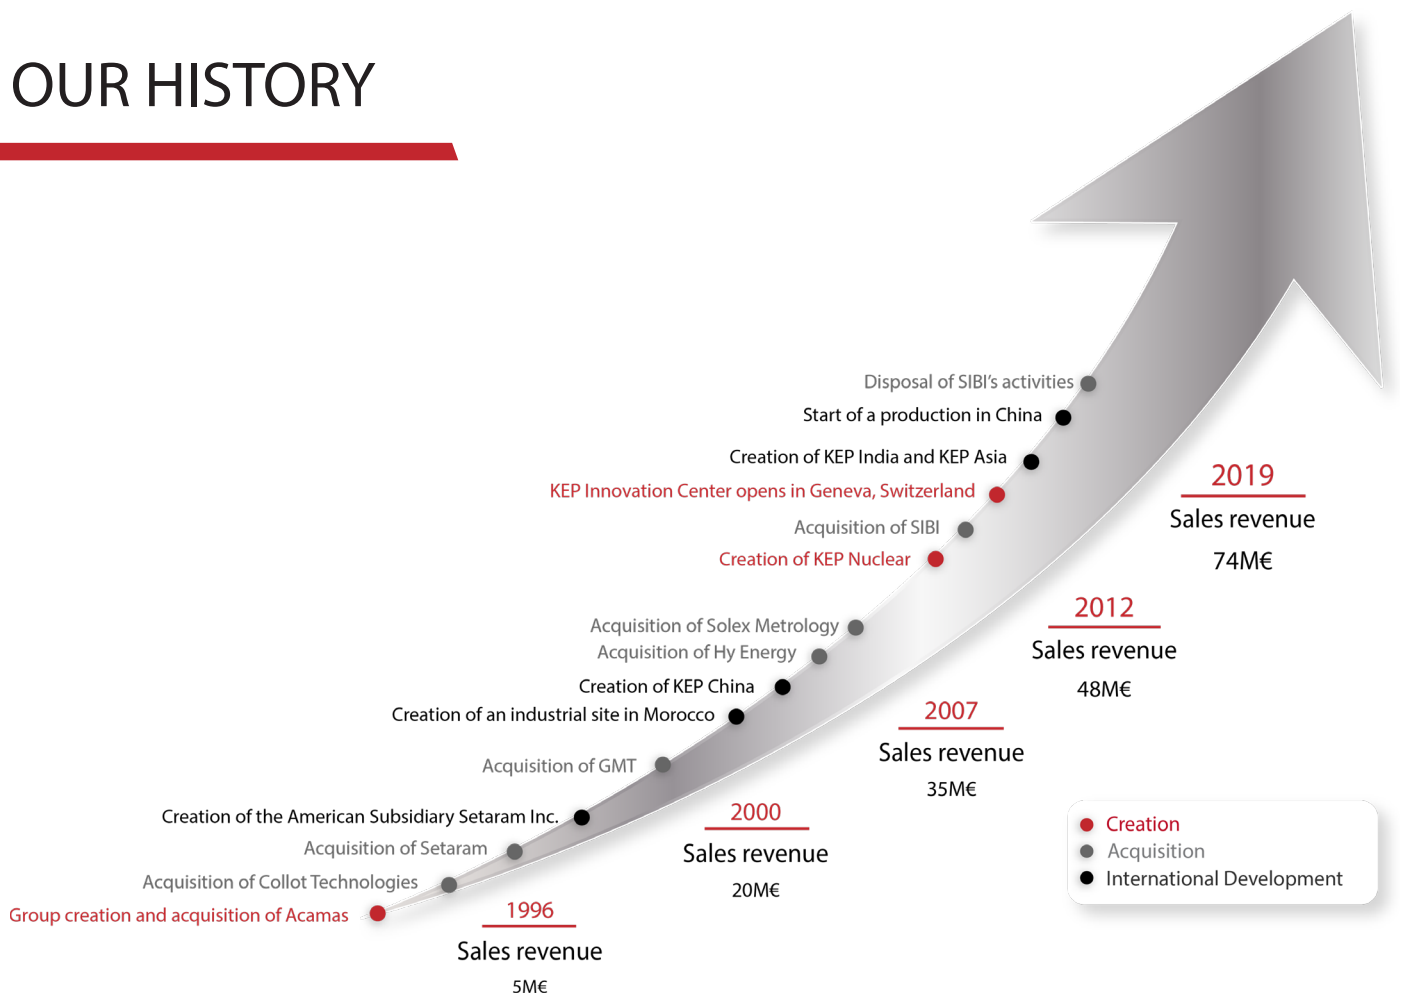 OUR HISTORY
Disposal of SIBI's activities
Start of a production in China
Creation of KEP India and KEP Asia
KEP Innovation Center opens in Geneva, Switzerland
Acquisition of SIBI
Creation of KEP Nuclear
Acquisition of Solex Metrology
Acquisition of Hy Energy
Creation of KEP China
Creation of an industrial site in Morocco
Acquisition of GMT
Creation of the American Subsidiary Setaram Inc.
Acquisition of Setaram
Acquisition of Collot Technologies
Group creation and acquisition of Acamas
1996
Sales revenue
5M€
2000
Sales revenue
20M€
2007
Sales revenue
35M€
2012
Sales revenue
48M€
2019
Sales revenue
74M€
Creation
Acquisition
International Development